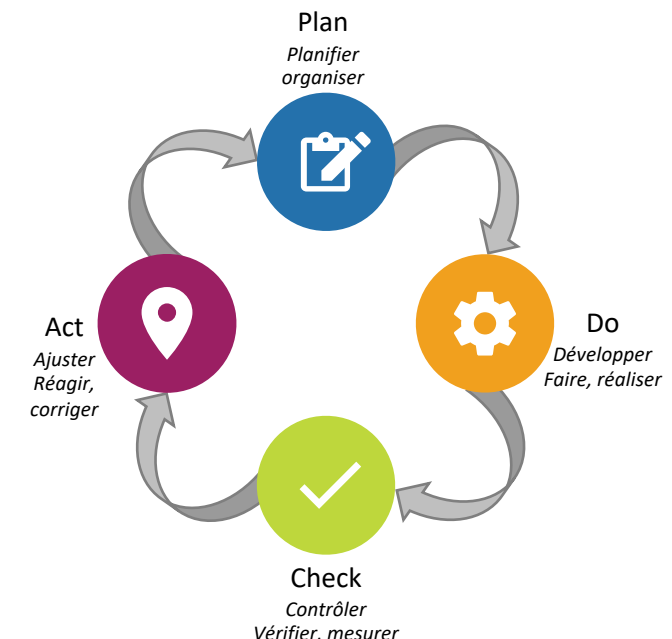 Plan
Planifier
organiser
Do
Développer
Faire, réaliser
Check
Contrôler
Vérifier, mesurer
Act
Ajuster
Réagir,
corriger